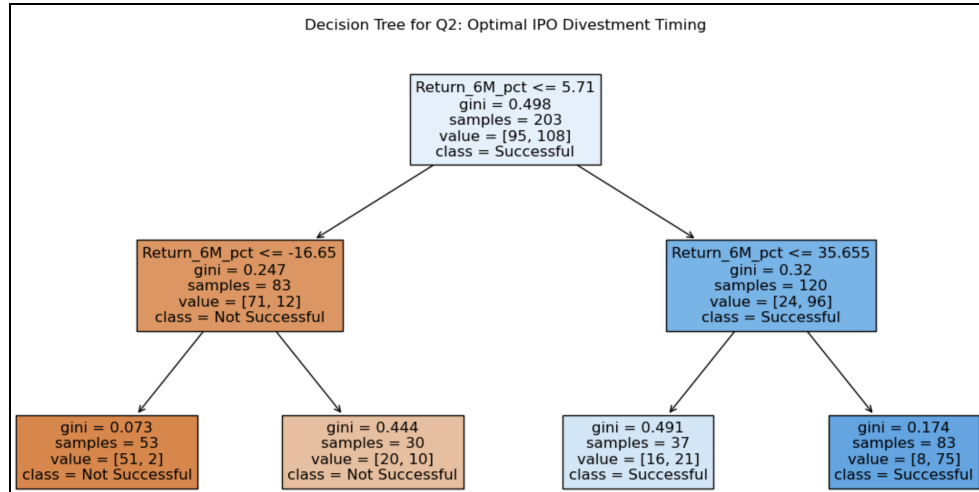 Decision Tree for Q2: Optimal IPO Divestment Timing
Return_6M_pct <= 5.71
gini = 0.498
samples = 203
value = [95, 108]
class = Successful
Return_6M_pct <= -16.65
gini = 0.247
samples = 83
value = [71, 12]
class = Not Successful
Return_6M_pct <= 35.655
gini = 0.32
samples = 120
value = [24, 96]
class = Successful
gini = 0.073
samples = 53
value = [51, 2]
class = Not Successful
gini = 0.444
samples = 30
value = [20, 10]
class = Not Successful
gini = 0.491
samples = 37
value = [16, 21]
class = Successful
gini = 0.174
samples = 83
value = [8, 75]
class = Successful